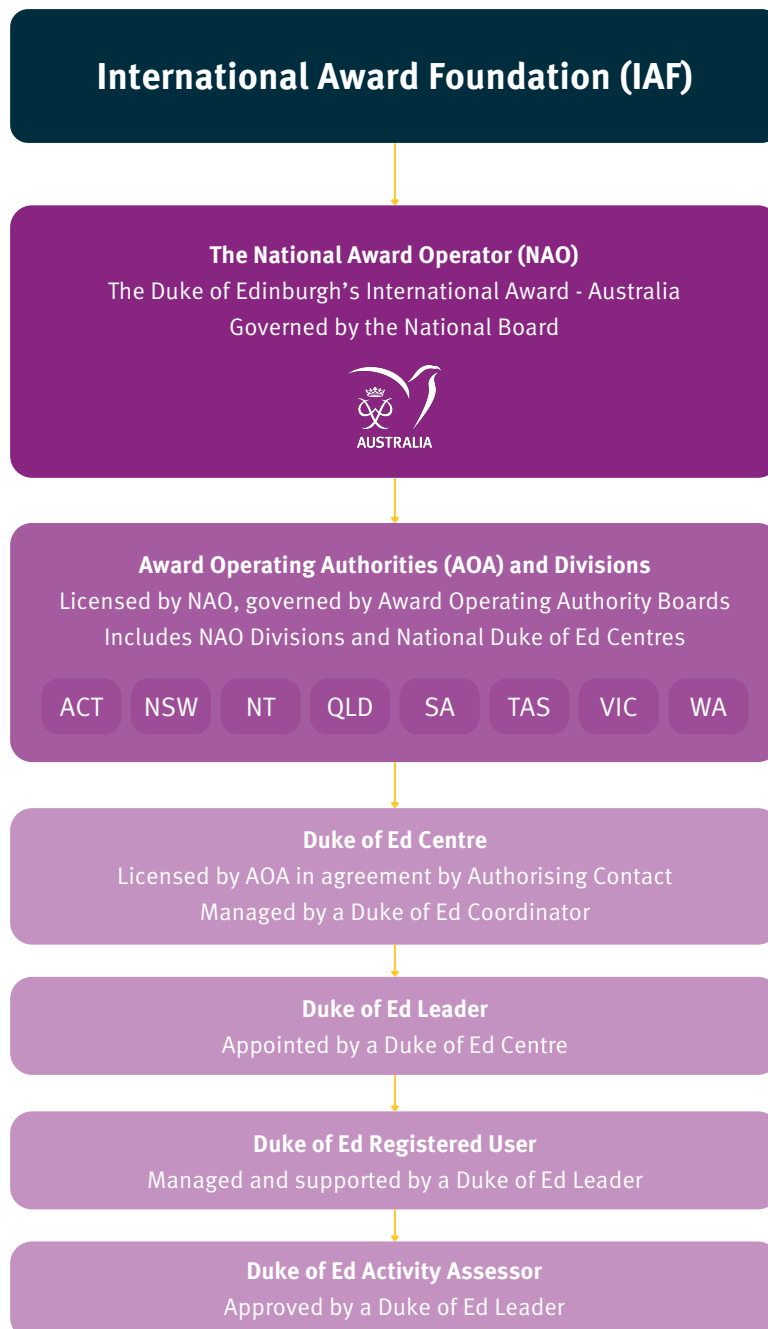 International Award Foundation (IAF)
The National Award Operator (NAO)
The Duke of Edinburgh's International Award - Australia
Governed by the National Board
AUSTRALIA
Award Operating Authorities (AOA) and Divisions
Licensed by NAO, governed by Award Operating Authority Boards
Includes NAO Divisions and National Duke of Ed Centres
ACT NSW NT QLD SA TAS VIC WA
Duke of Ed Centre
Licensed by AOA in agreement by Authorising Contact
Managed by a Duke of Ed Coordinator
Duke of Ed Leader
Appointed by a Duke of Ed Centre
Duke of Ed Registered User
Managed and supported by a Duke of Ed Leader
Duke of Ed Activity Assessor
Approved by a Duke of Ed Leader